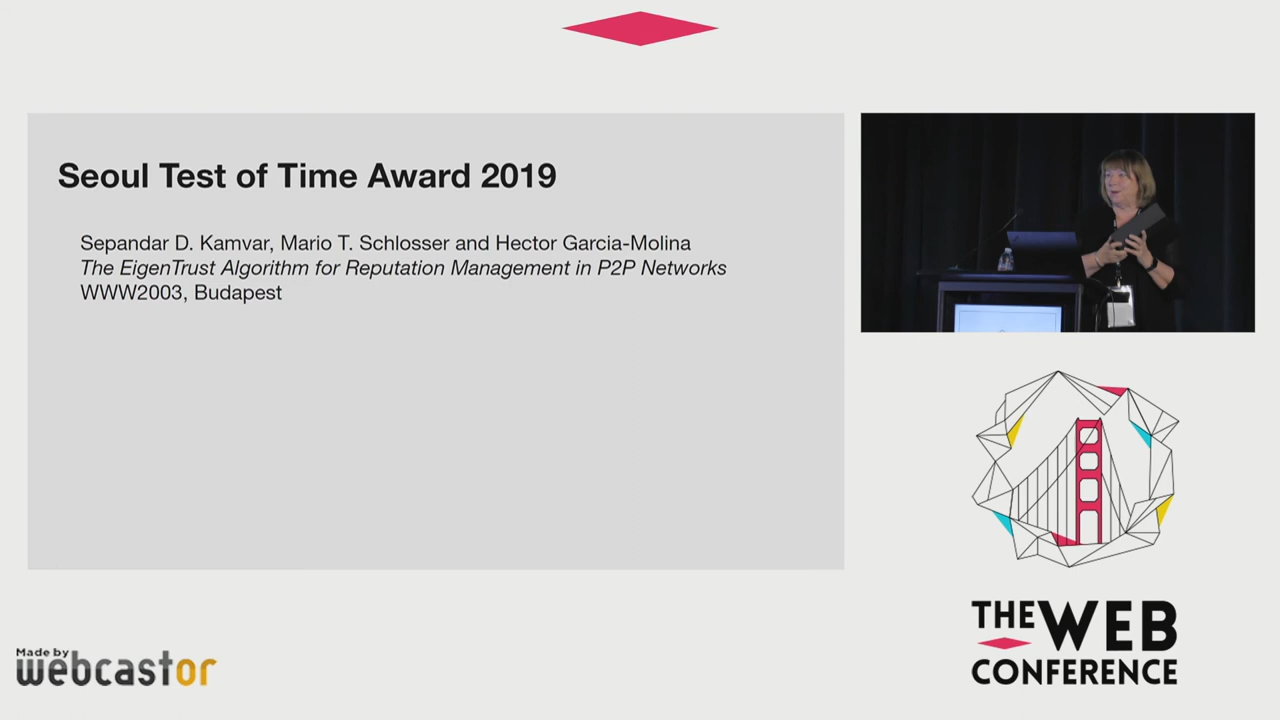 Seoul Test of Time Award 2019
Sepandar D. Kamvar, Mario T. Schlosser and Hector Garcia-Molina
The EigenTrust Algorithm for Reputation Management in P2P Networks
WWW2003, Budapest
THE WEB
CONFERENCE
Made by
webcastor